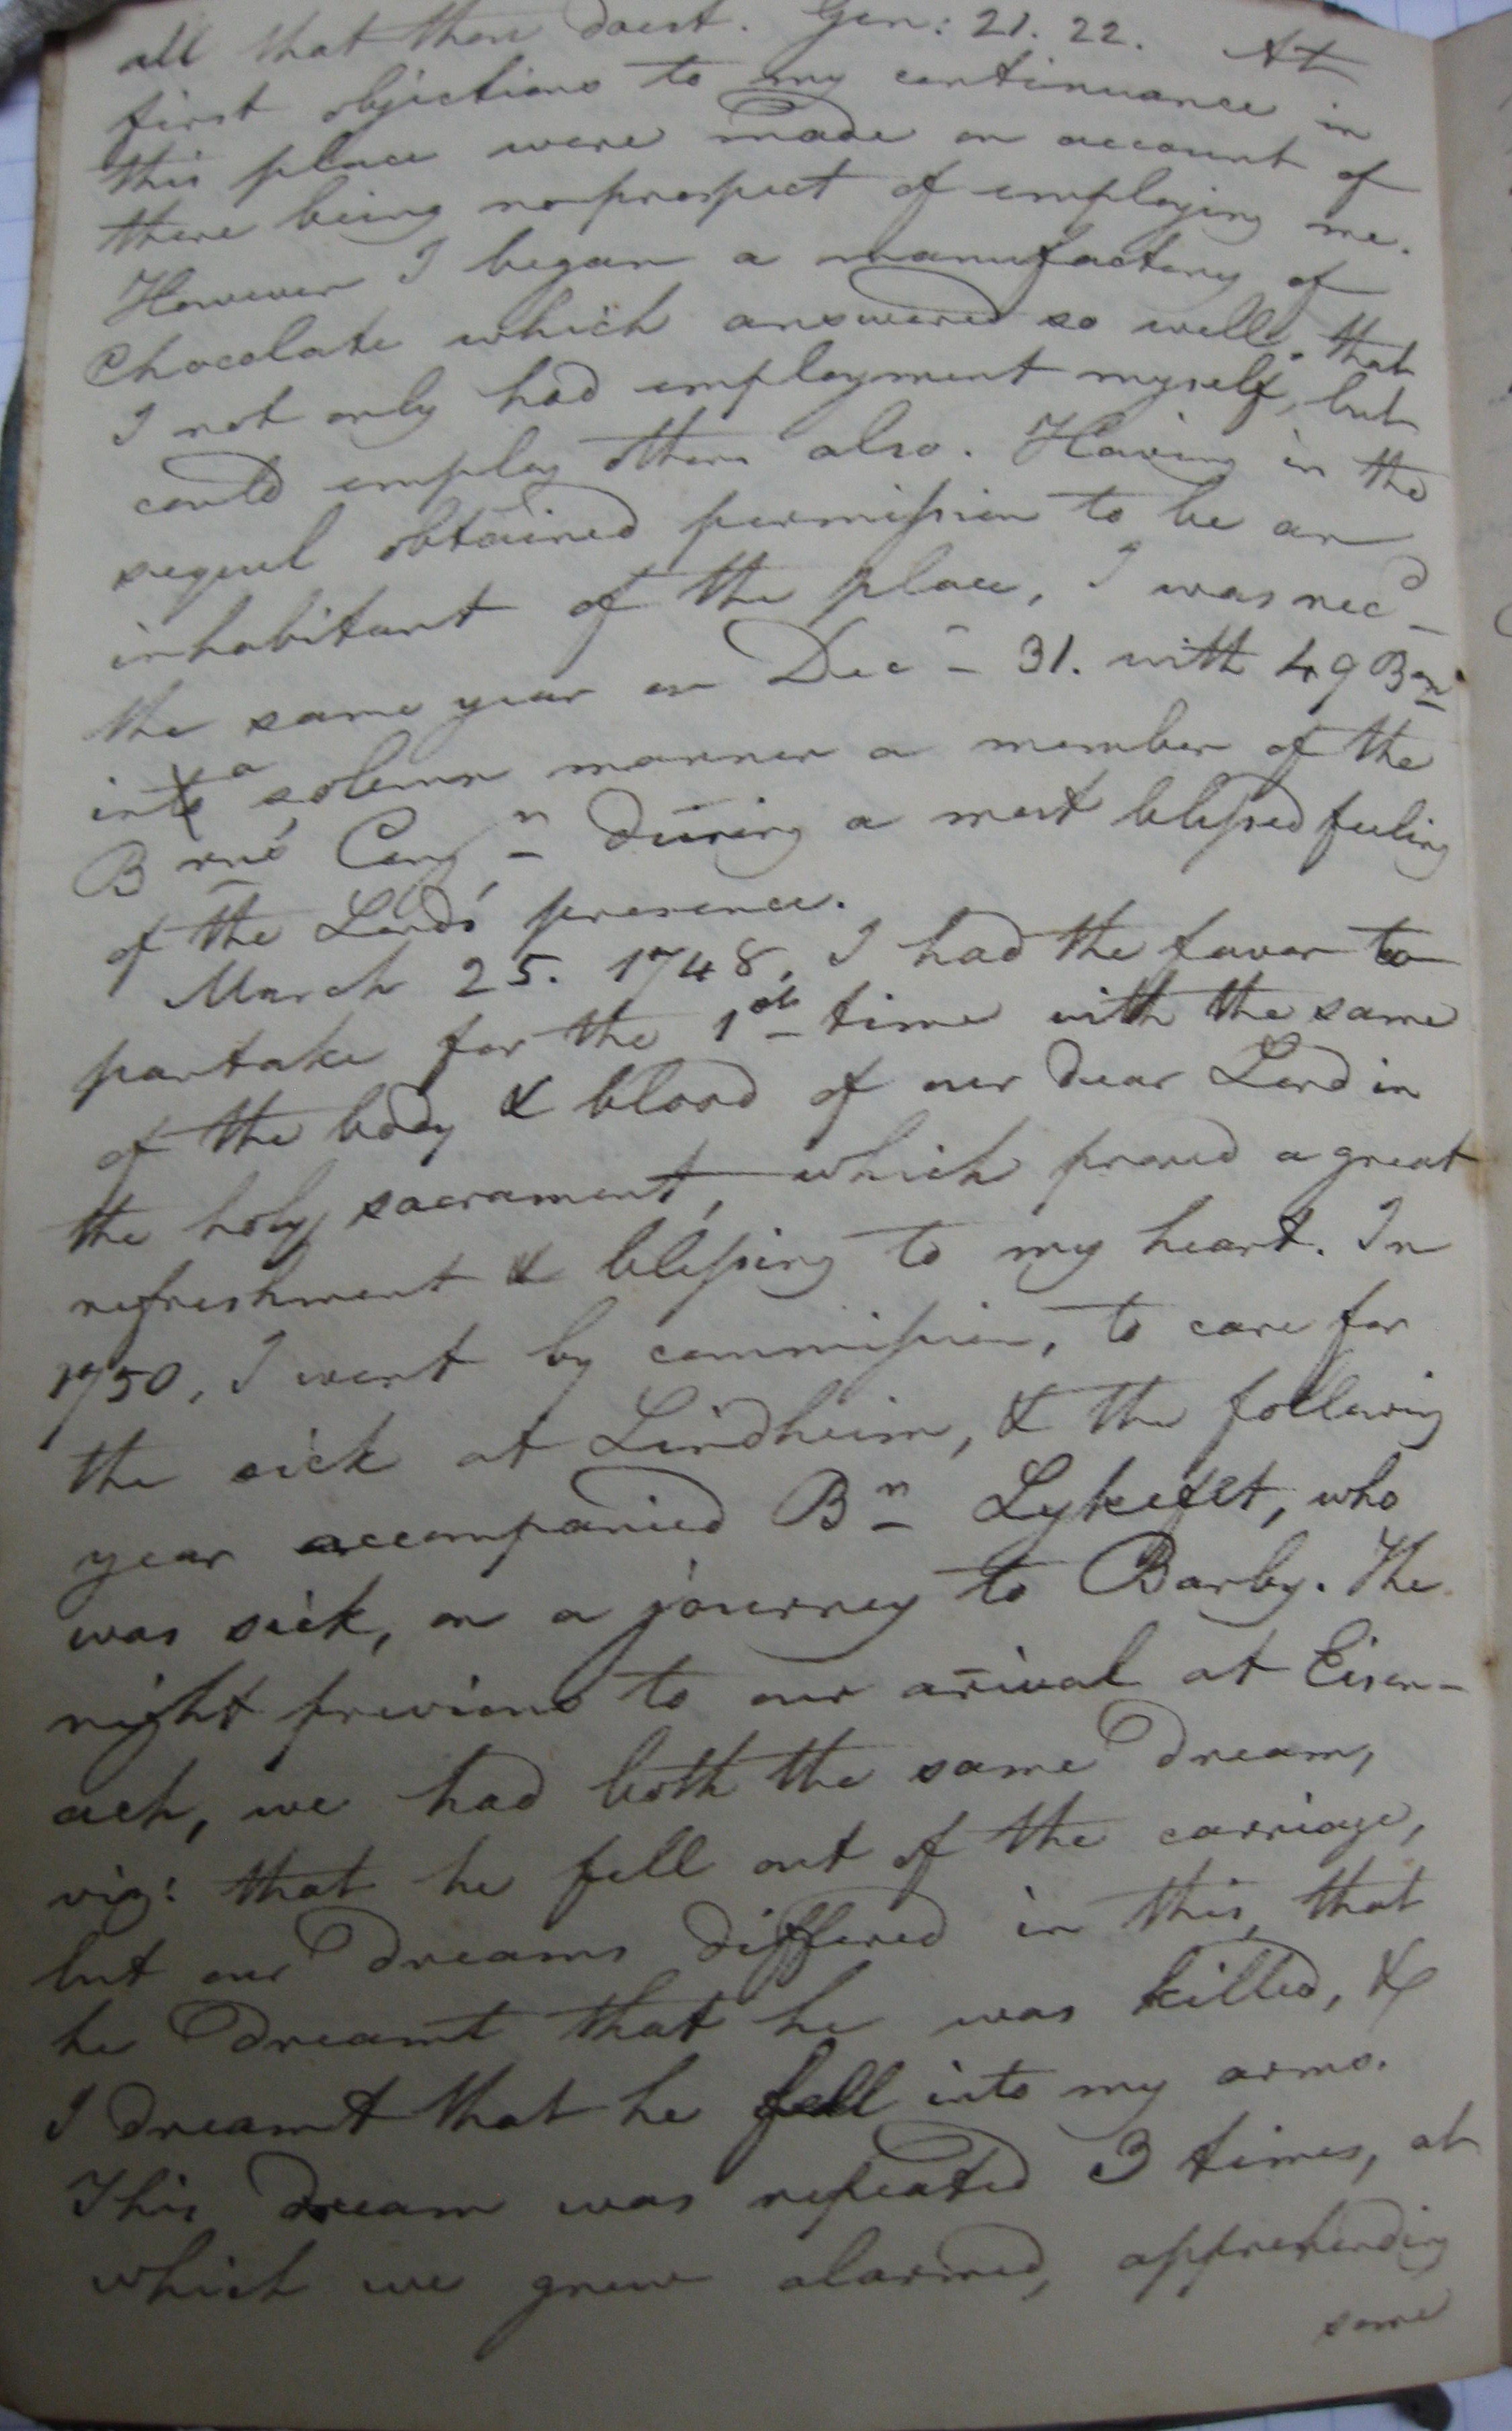 all that thou doest. Gen: 21. 22. At
first objections to my continuance in
this place were made on account of
there being no prospect of employing me.
However I began a manufactory of
Chocolate which answered so well, that
I not only had employment myself, but
could employ others also. Having in the
sequel obtained permission to be an
inhabitant of the place, I was recd
the same year on Decr 31. with 49 Brn
in a solemn manner a member of the
Brn's Congn during a most blessed feeling
of the Lord's presence.
March 25. 1748, I had the favor to
partake for the 1st time with the same
of the body & blood of our dear Lord in
the holy sacrament, which proved a great
refreshment & blessing to my heart. In
1750, I went by commission, to care for
the sick at Lindheim, & the following
year accompanied Br Lykefelt, who
was sick, on a journey to Barby. The
night previous to our arival at Eisen-
ach, we had both the same dream,
viz: that he fell out of the carriage,
but our dreams differed in this, that
he dreamt that he was killed, &
I dreamt that he fell into my arms.
This dream was repeated 3 times, at
which we grew alarmed, apprehending
some